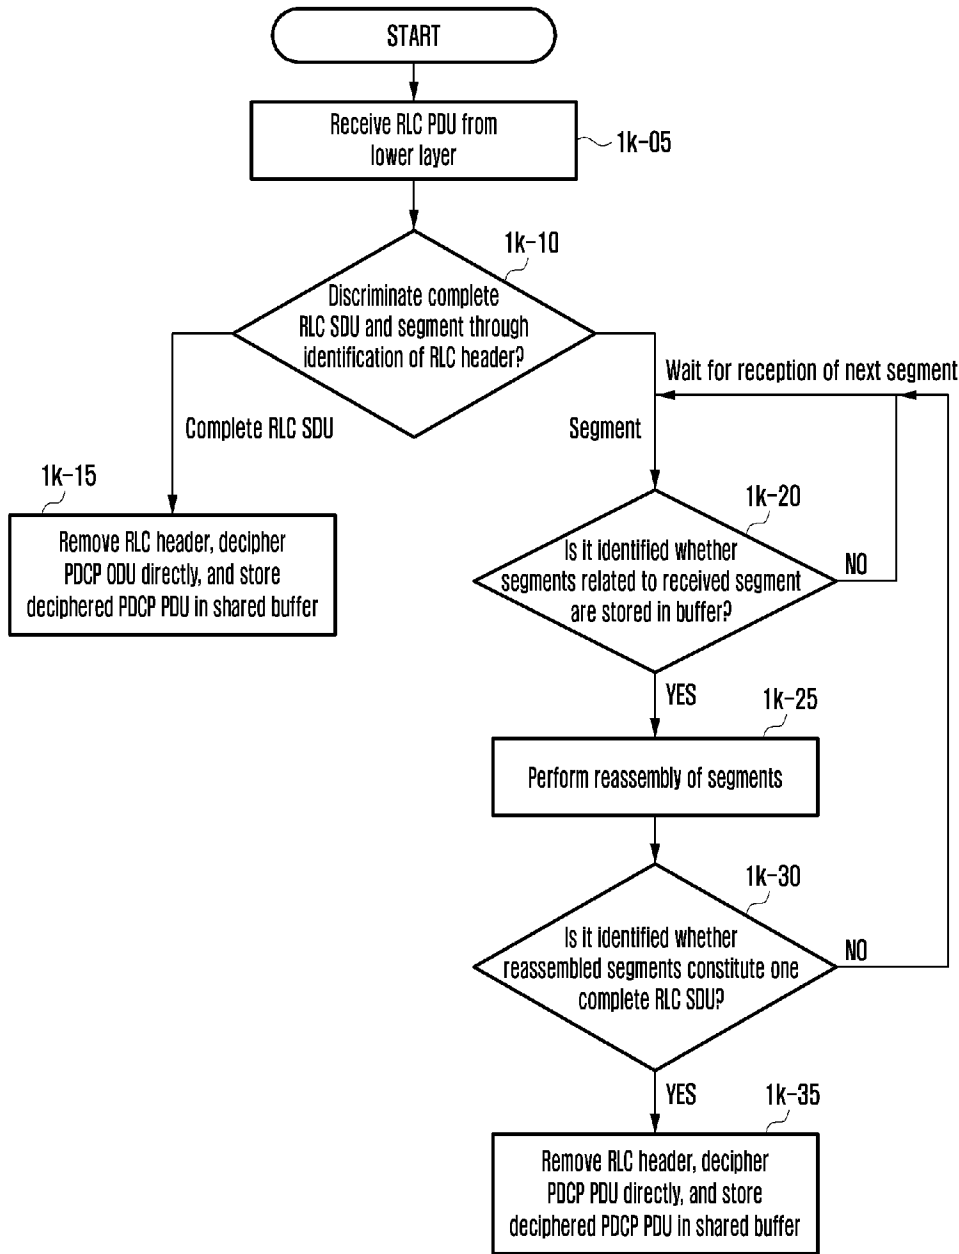 START
Receive RLC PDU from
lower layer
1k-05
1k-10
Discriminate complete
RLC SDU and segment through
identification of RLC header?
Wait for reception of next segment
Complete RLC SDU
Segment
1k-15
Remove RLC header, decipher
PDCP ODU directly, and store
deciphered PDCP PDU in shared buffer
1k-20
Is it identified whether
segments related to received segment
are stored in buffer?
NO
YES
1k-25
Perform reassembly of segments
1k-30
Is it identified whether
reassembled segments constitute one
complete RLC SDU?
NO
YES
1k-35
Remove RLC header, decipher
PDCP PDU directly, and store
deciphered PDCP PDU in shared buffer